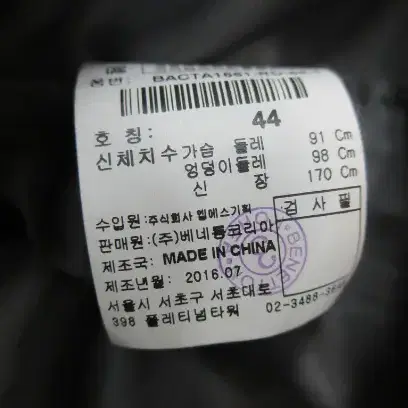 호 칭: 44
신체치수 가슴 둘레 91 Cm
엉덩이둘레 98 Cm
신 장 170 Cm
검 사 필
수입원:주식회사 엘에스기획
판매원:(주)베네통코리아
제조국: MADE IN CHINA
제조년월: 2016.07
서울시 서초구 서초대로
398 플레티넘타워 02-3488-